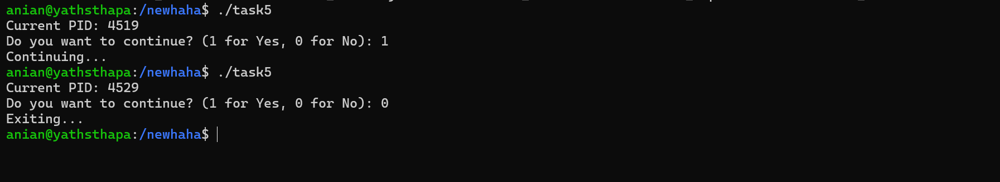 anian@yathsthapa:/newhaha$ ./task5
Current PID: 4519
Do you want to continue? (1 for Yes, 0 for No): 1
Continuing...
anian@yathsthapa:/newhaha$ ./task5
Current PID: 4529
Do you want to continue? (1 for Yes, 0 for No): 0
Exiting...
anian@yathsthapa:/newhaha$